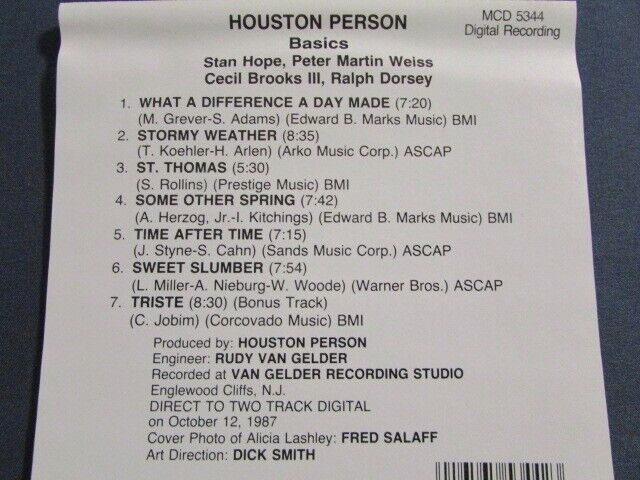 HOUSTON PERSON
MCD 5344
Digital Recording
Basics
Stan Hope, Peter Martin Weiss
Cecil Brooks III, Ralph Dorsey
1. WHAT A DIFFERENCE A DAY MADE (7:20)
(M. Grever-S. Adams) (Edward B. Marks Music) BMI
2. STORMY WEATHER (8:35)
(T. Koehler-H. Arlen) (Arko Music Corp.) ASCAP
3. ST. THOMAS (5:30)
(S. Rollins) (Prestige Music) BMI
4. SOME OTHER SPRING (7:42)
(A. Herzog, Jr.-I. Kitchings) (Edward B. Marks Music) BMI
5. TIME AFTER TIME (7:15)
(J. Styne-S. Cahn) (Sands Music Corp.) ASCAP
6. SWEET SLUMBER (7:54)
(L. Miller-A. Nieburg-W. Woode) (Warner Bros.) ASCAP
7. TRISTE (8:30) (Bonus Track)
(C. Jobim) (Corcovado Music) BMI
Produced by: HOUSTON PERSON
Engineer: RUDY VAN GELDER
Recorded at VAN GELDER RECORDING STUDIO
Englewood Cliffs, N.J.
DIRECT TO TWO TRACK DIGITAL
on October 12, 1987
Cover Photo of Alicia Lashley: FRED SALAFF
Art Direction: DICK SMITH